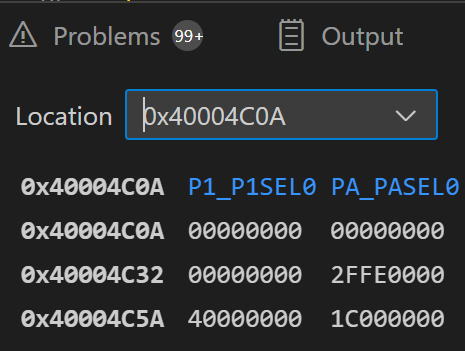 Problems 99+ Output
Location 0x40004C0A
0x40004C0A P1_P1SEL0 PA_PASEL0
0x40004C0A 00000000 00000000
0x40004C32 00000000 2FFE0000
0x40004C5A 40000000 1C000000